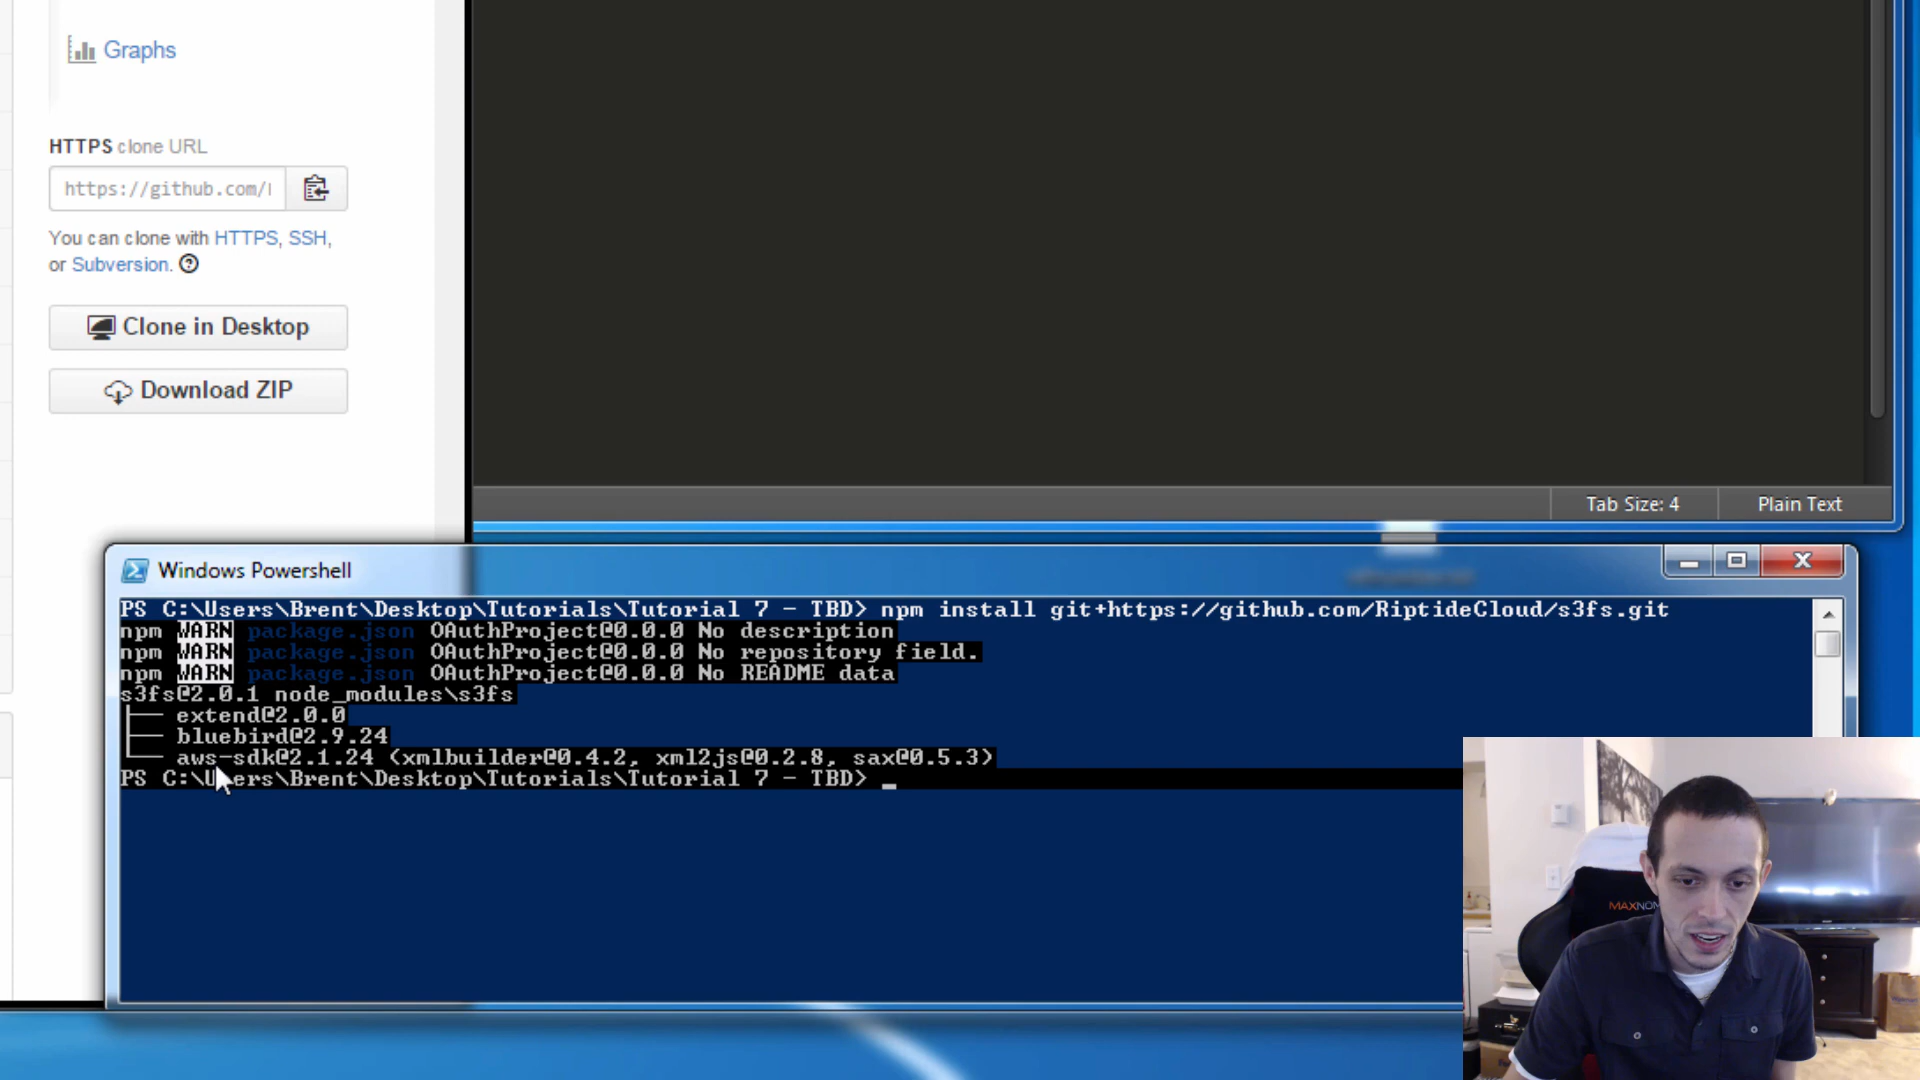 Graphs
HTTPS clone URL
https://github.com/
You can clone with HTTPS, SSH,
or Subversion.
Clone in Desktop
Download ZIP
Tab Size: 4
Plain Text
Windows Powershell
PS C:\Users\Brent\Desktop\Tutorials\Tutorial 7 - TBD> npm install git+https://github.com/RiptideCloud/s3fs.git
npm WARN package.json OAuthProject@0.0.0 No description
npm WARN package.json OAuthProject@0.0.0 No repository field.
npm WARN package.json OAuthProject@0.0.0 No README data
s3fs@2.0.1 node_modules\s3fs
├── extend@2.0.0
├── bluebird@2.9.24
└── aws-sdk@2.1.24 (xmlbuilder@0.4.2, xml2js@0.2.8, sax@0.5.3)
PS C:\Users\Brent\Desktop\Tutorials\Tutorial 7 - TBD> _